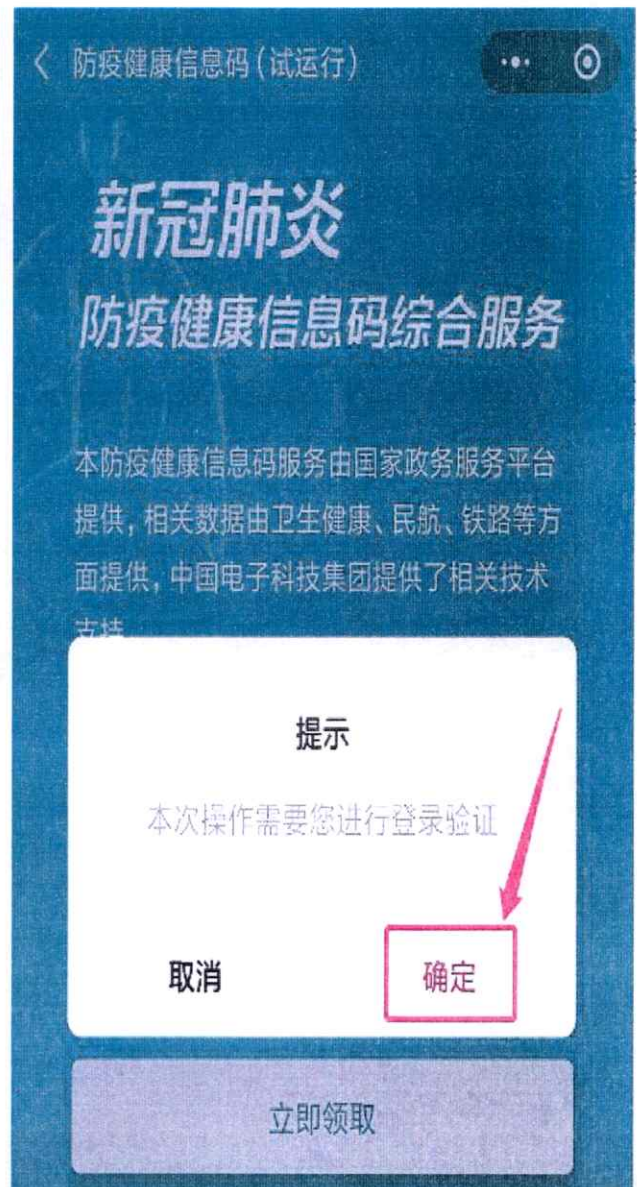 防疫健康信息码（试运行）
新冠肺炎
防疫健康信息码综合服务
本防疫健康信息码服务由国家政务服务平台
提供，相关数据由卫生健康、民航、铁路等方
面提供，中国电子科技集团提供了相关技术
支持
提示
本次操作需要您进行登录验证
取消
确定
立即领取